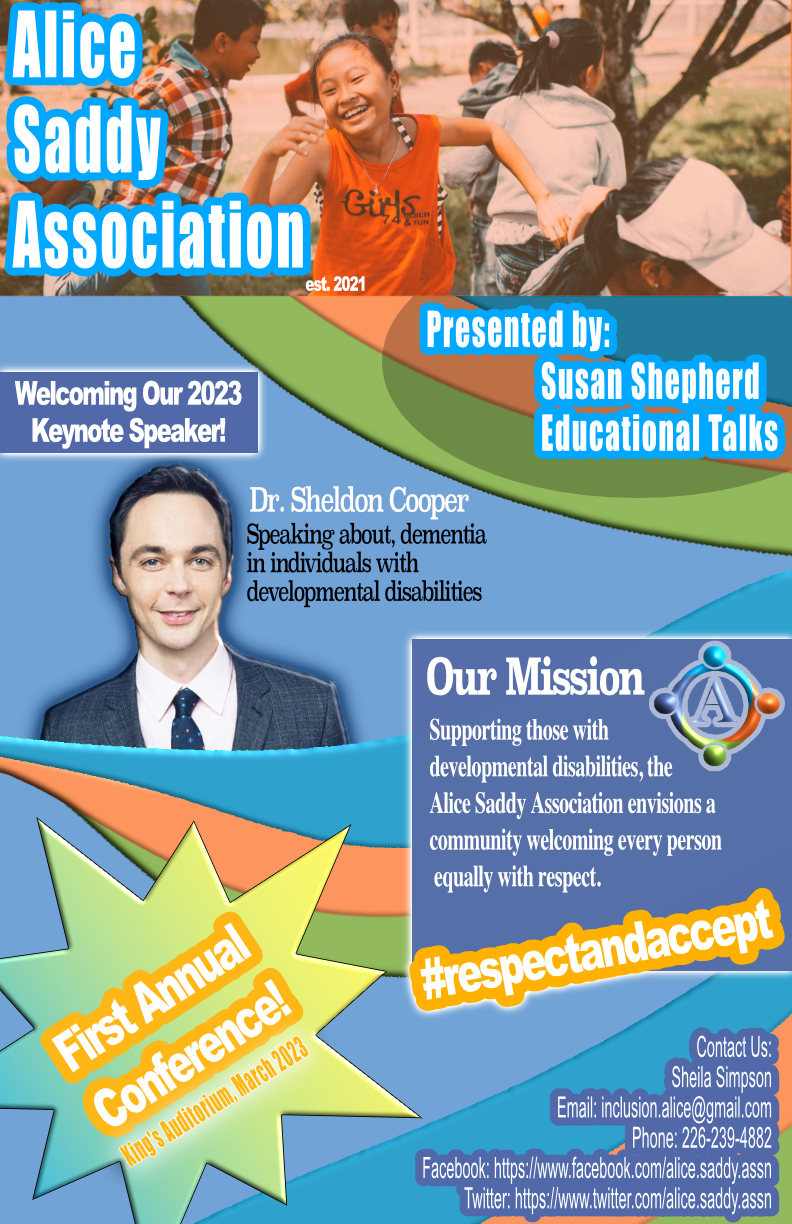 Alice
Saddy
Association
est. 2021
GIRLS
74
& FUN
Presented by:
Susan Shepherd
Educational Talks
Welcoming Our 2023
Keynote Speaker!
Dr. Sheldon Cooper
Speaking about, dementia
in individuals with
developmental disabilities
Our Mission
A
Supporting those with
developmental disabilities, the
Alice Saddy Association envisions a
community welcoming every person
equally with respect.
#respectandaccept
First Annual
Conference!
King's Auditorium, March 2023
Contact Us:
Sheila Simpson
Email: inclusion.alice@gmail.com
Phone: 226-239-4882
Facebook: https://www.facebook.com/alice.saddy.assn
Twitter: https://www.twitter.com/alice.saddy.assn